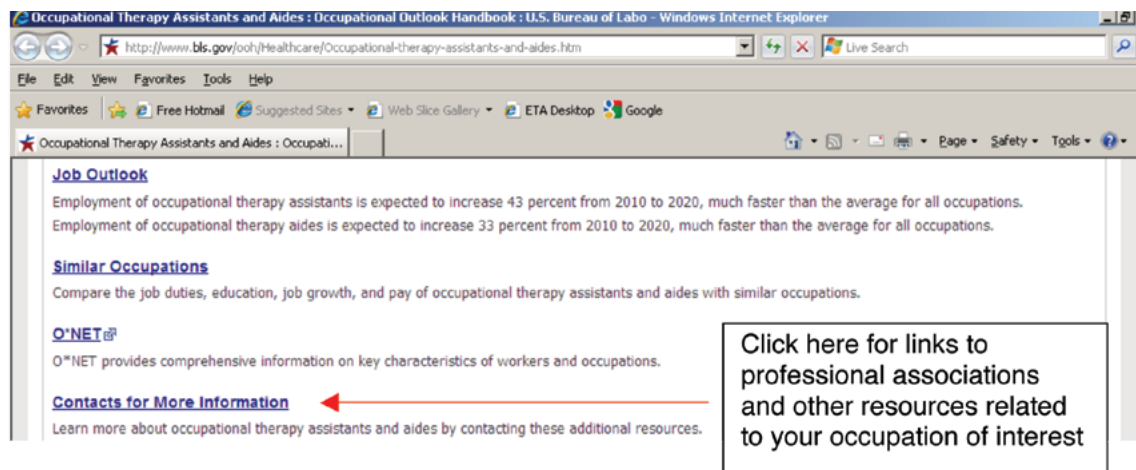 Occupational Therapy Assistants and Aides : Occupational Outlook Handbook : U.S. Bureau of Labo - Windows Internet Explorer
http://www.bls.gov/ooh/Healthcare/Occupational-therapy-assistants-and-aides.htm Live Search
File Edit View Favorites Tools Help
Favorites Free Hotmail Suggested Sites Web Slice Gallery ETA Desktop Google
Occupational Therapy Assistants and Aides : Occupati... Page Safety Tools
Job Outlook
Employment of occupational therapy assistants is expected to increase 43 percent from 2010 to 2020, much faster than the average for all occupations.
Employment of occupational therapy aides is expected to increase 33 percent from 2010 to 2020, much faster than the average for all occupations.
Similar Occupations
Compare the job duties, education, job growth, and pay of occupational therapy assistants and aides with similar occupations.
O*NET
O*NET provides comprehensive information on key characteristics of workers and occupations.
Contacts for More Information
Learn more about occupational therapy assistants and aides by contacting these additional resources.
Click here for links to
professional associations
and other resources related
to your occupation of interest